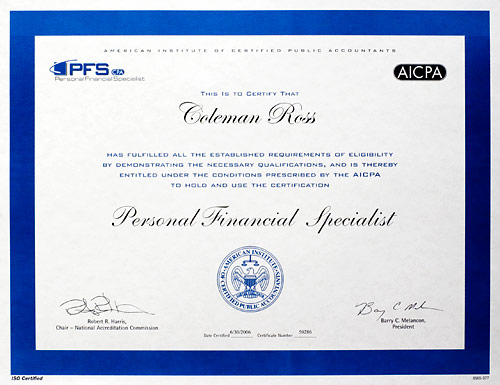 AMERICAN INSTITUTE OF CERTIFIED PUBLIC ACCOUNTANTS
PFS CPA
Personal Financial Specialist
AICPA
THIS IS TO CERTIFY THAT
Coleman Ross
HAS FULFILLED ALL THE ESTABLISHED REQUIREMENTS OF ELIGIBILITY
BY DEMONSTRATING THE NECESSARY QUALIFICATIONS, AND IS THEREBY
ENTITLED UNDER THE CONDITIONS PRESCRIBED BY THE AICPA
TO HOLD AND USE THE CERTIFICATION
Personal Financial Specialist
AMERICAN INSTITUTE OF CERTIFIED PUBLIC ACCOUNTANTS
Robert R. Harris,
Chair – National Accreditation Commission
Barry C. Melancon,
President
Date Certified 6/30/2006 Certificate Number 50286
ISO Certified